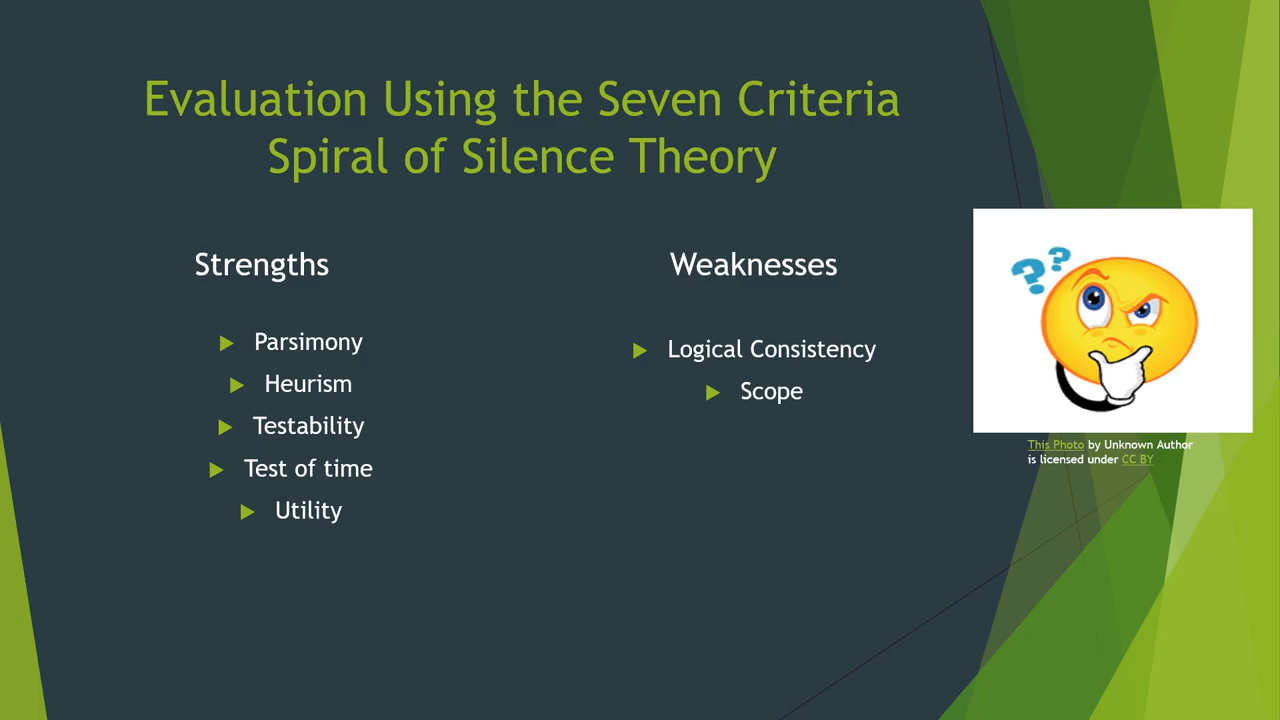 Evaluation Using the Seven Criteria
Spiral of Silence Theory
Strengths
Parsimony
Heurism
Testability
Test of time
Utility
Weaknesses
Logical Consistency
Scope
??
This Photo by Unknown Author
is licensed under CC BY